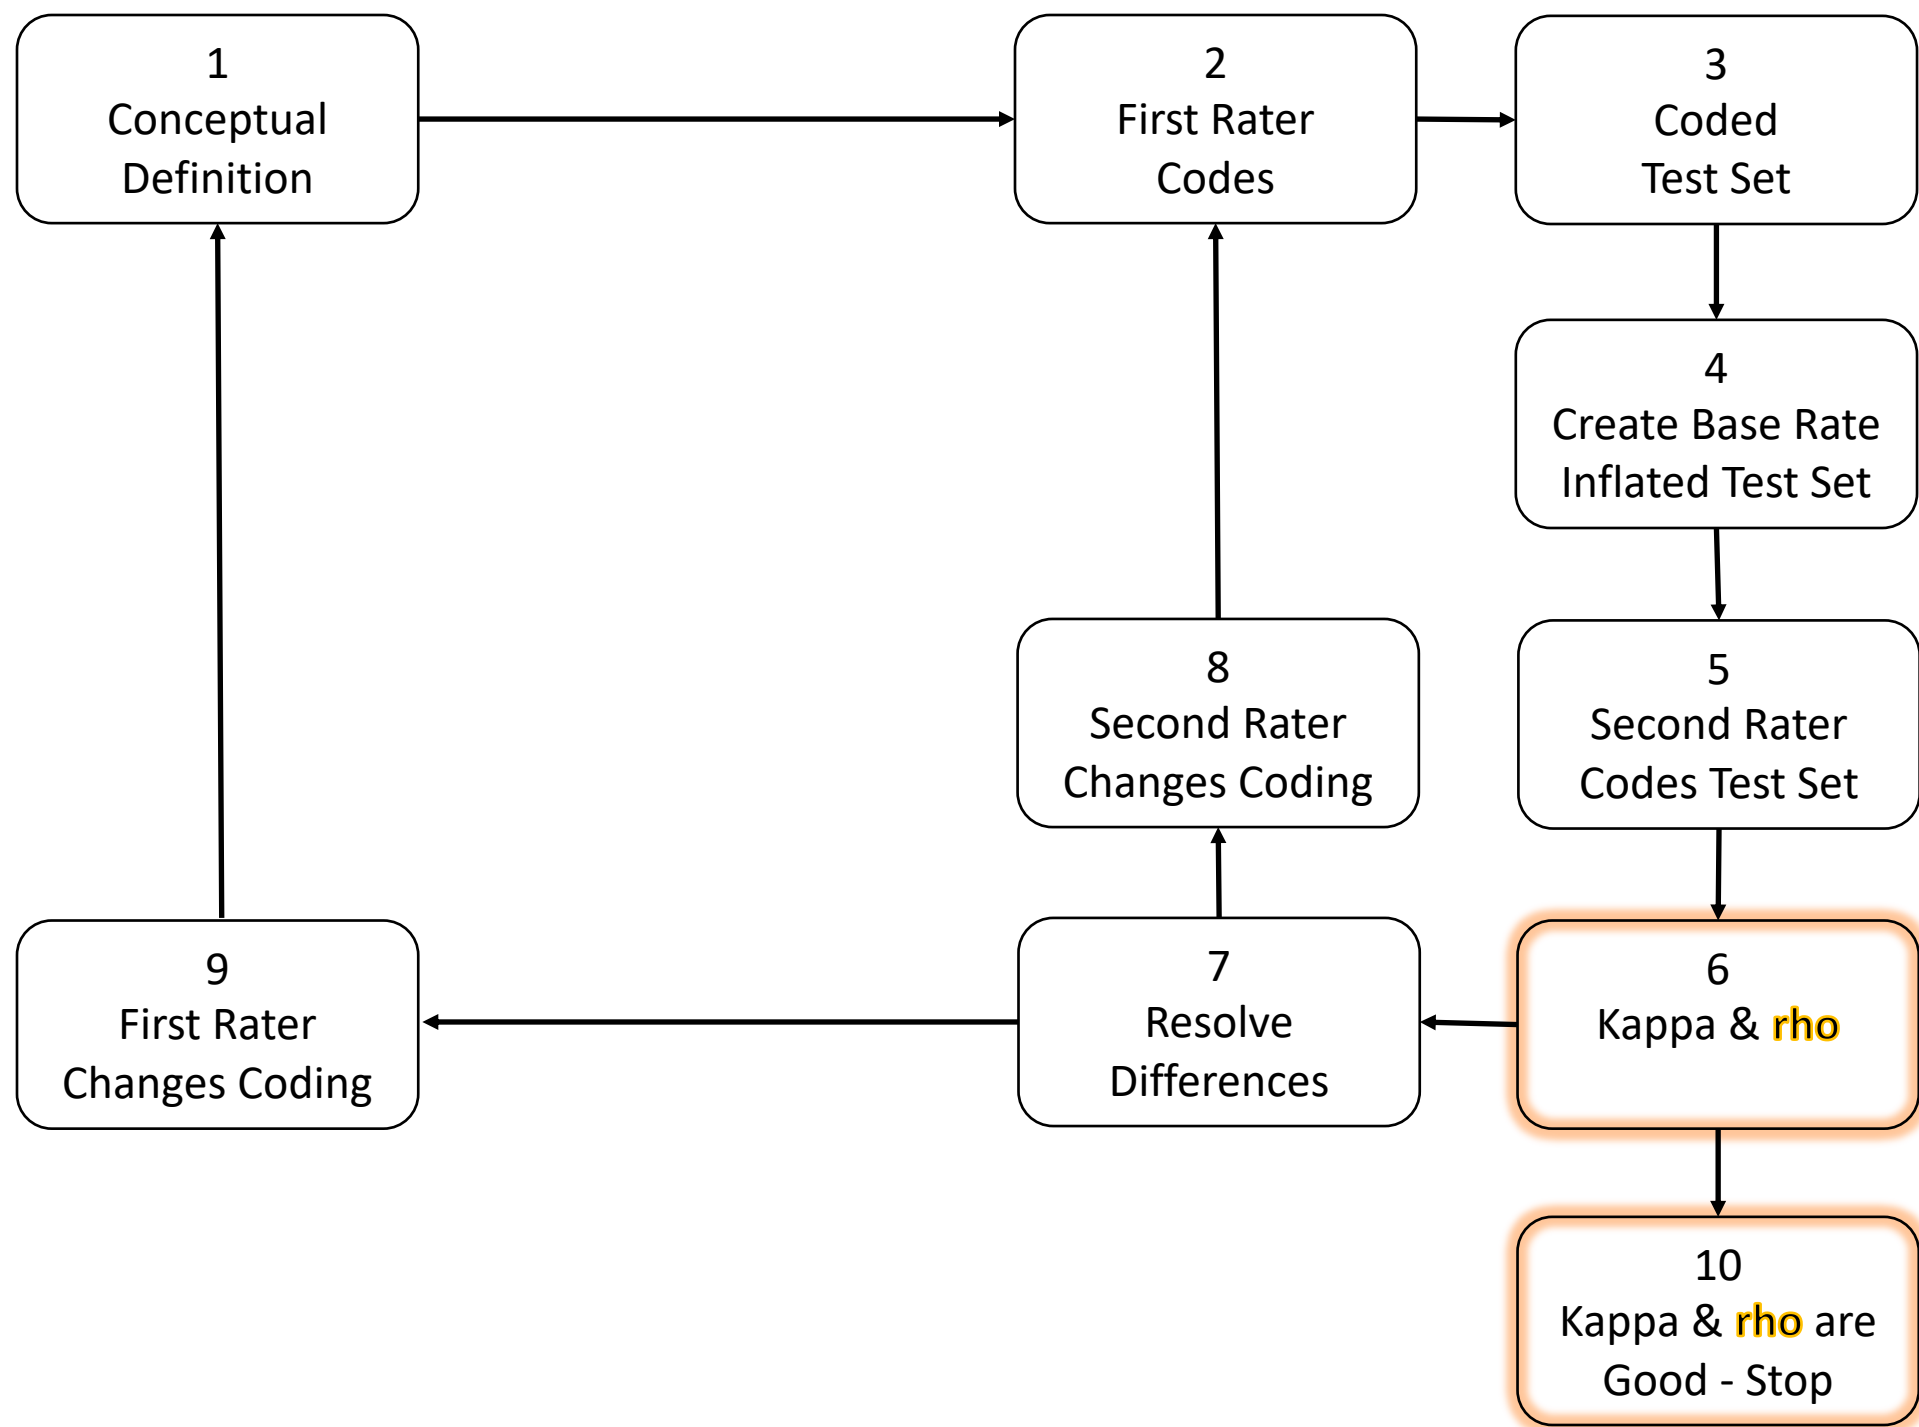 1
Conceptual
Definition
2
First Rater
Codes
3
Coded
Test Set
4
Create Base Rate
Inflated Test Set
5
Second Rater
Codes Test Set
6
Kappa & rho
7
Resolve
Differences
8
Second Rater
Changes Coding
9
First Rater
Changes Coding
10
Kappa & rho are
Good - Stop